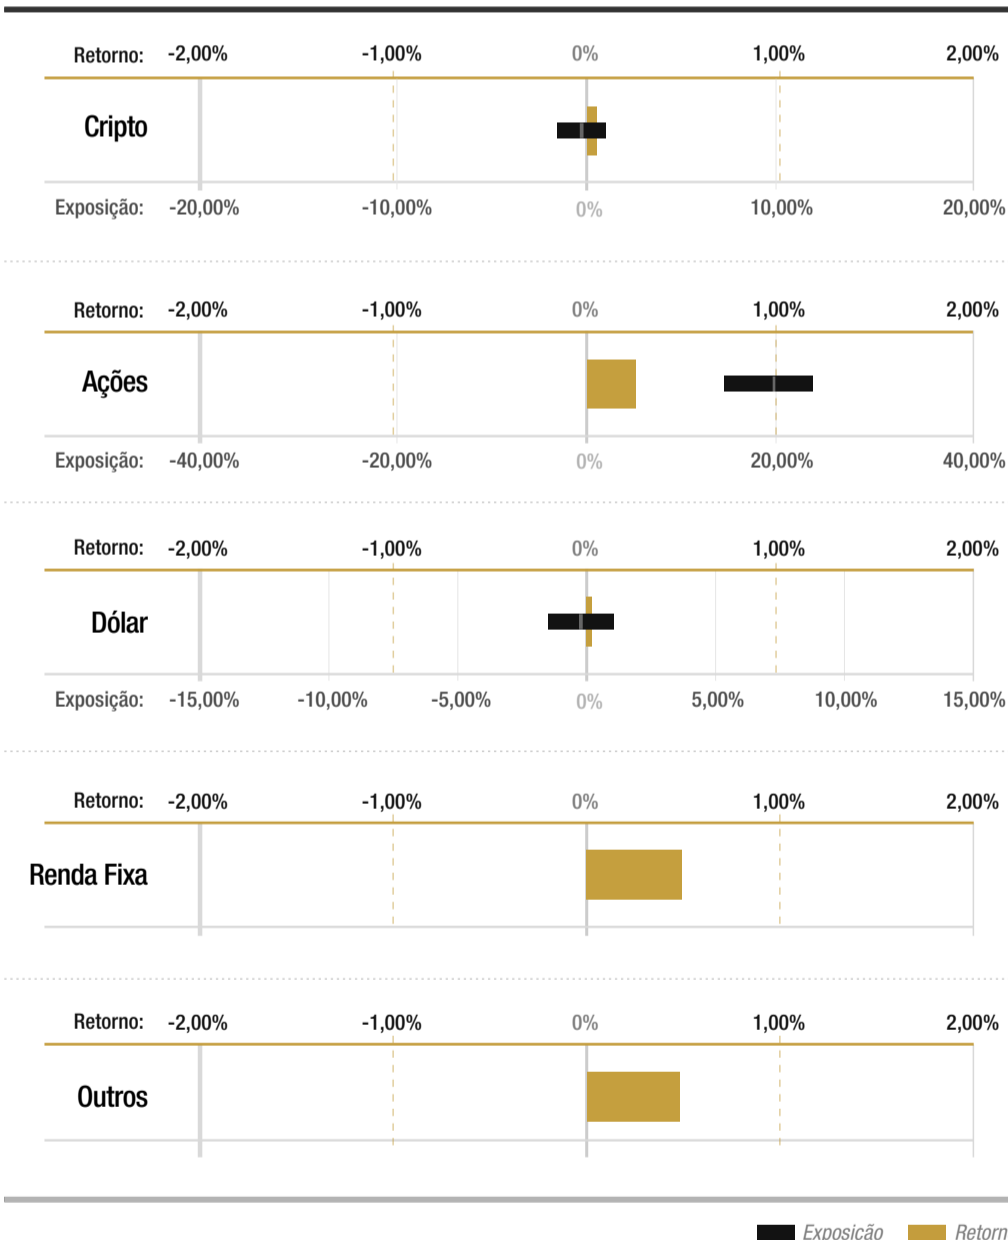 Retorno: -2,00% -1,00% 0% 1,00% 2,00%
Cripto
Exposição: -20,00% -10,00% 0% 10,00% 20,00%
Retorno: -2,00% -1,00% 0% 1,00% 2,00%
Ações
Exposição: -40,00% -20,00% 0% 20,00% 40,00%
Retorno: -2,00% -1,00% 0% 1,00% 2,00%
Dólar
Exposição: -15,00% -10,00% -5,00% 0% 5,00% 10,00% 15,00%
Retorno: -2,00% -1,00% 0% 1,00% 2,00%
Renda Fixa
Retorno: -2,00% -1,00% 0% 1,00% 2,00%
Outros
Exposição Retorn